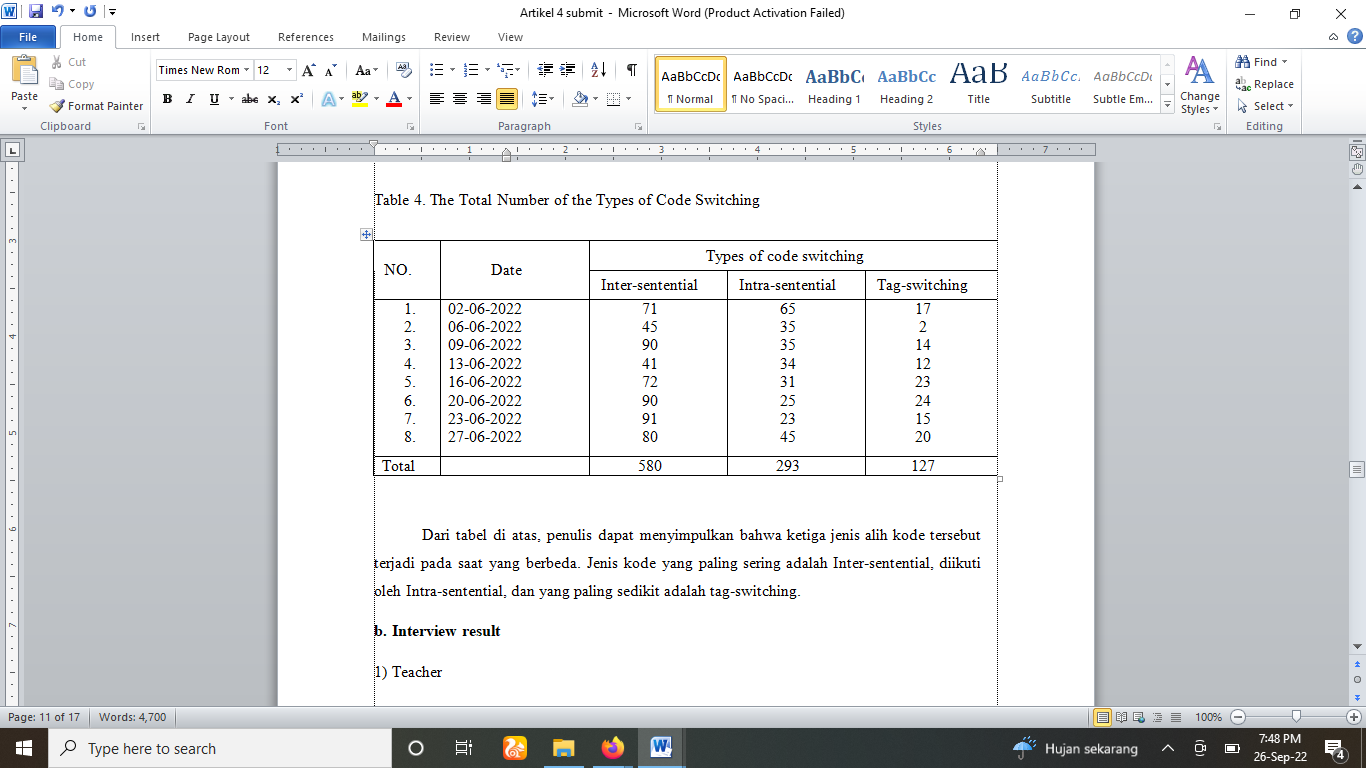 Artikel 4 submit - Microsoft Word (Product Activation Failed)
File Home Insert Page Layout References Mailings Review View
Paste
Cut
Copy
Format Painter
Clipboard
Times New Rom 12
Font
Paragraph
AaBbCcDc AaBbCcDc AaBbC AaBbCc AaB AaBbCc. AaBbCcDc
¶ Normal ¶ No Spaci... Heading 1 Heading 2 Title Subtitle Subtle Em...
Change Styles
Styles
Find
Replace
Select
Editing
1 1 2 3 4 5 6 7
Table 4. The Total Number of the Types of Code Switching
NO. Date Types of code switching
Inter-sentential Intra-sentential Tag-switching
1. 02-06-2022 71 65 17
2. 06-06-2022 45 35 2
3. 09-06-2022 90 35 14
4. 13-06-2022 41 34 12
5. 16-06-2022 72 31 23
6. 20-06-2022 90 25 24
7. 23-06-2022 91 23 15
8. 27-06-2022 80 45 20
Total 580 293 127
Dari tabel di atas, penulis dapat menyimpulkan bahwa ketiga jenis alih kode tersebut
terjadi pada saat yang berbeda. Jenis kode yang paling sering adalah Inter-sentential, diikuti
oleh Intra-sentential, dan yang paling sedikit adalah tag-switching.
b. Interview result
1) Teacher
Page: 11 of 17 Words: 4,700 100%
Type here to search
Hujan sekarang
7:48 PM
26-Sep-22
4